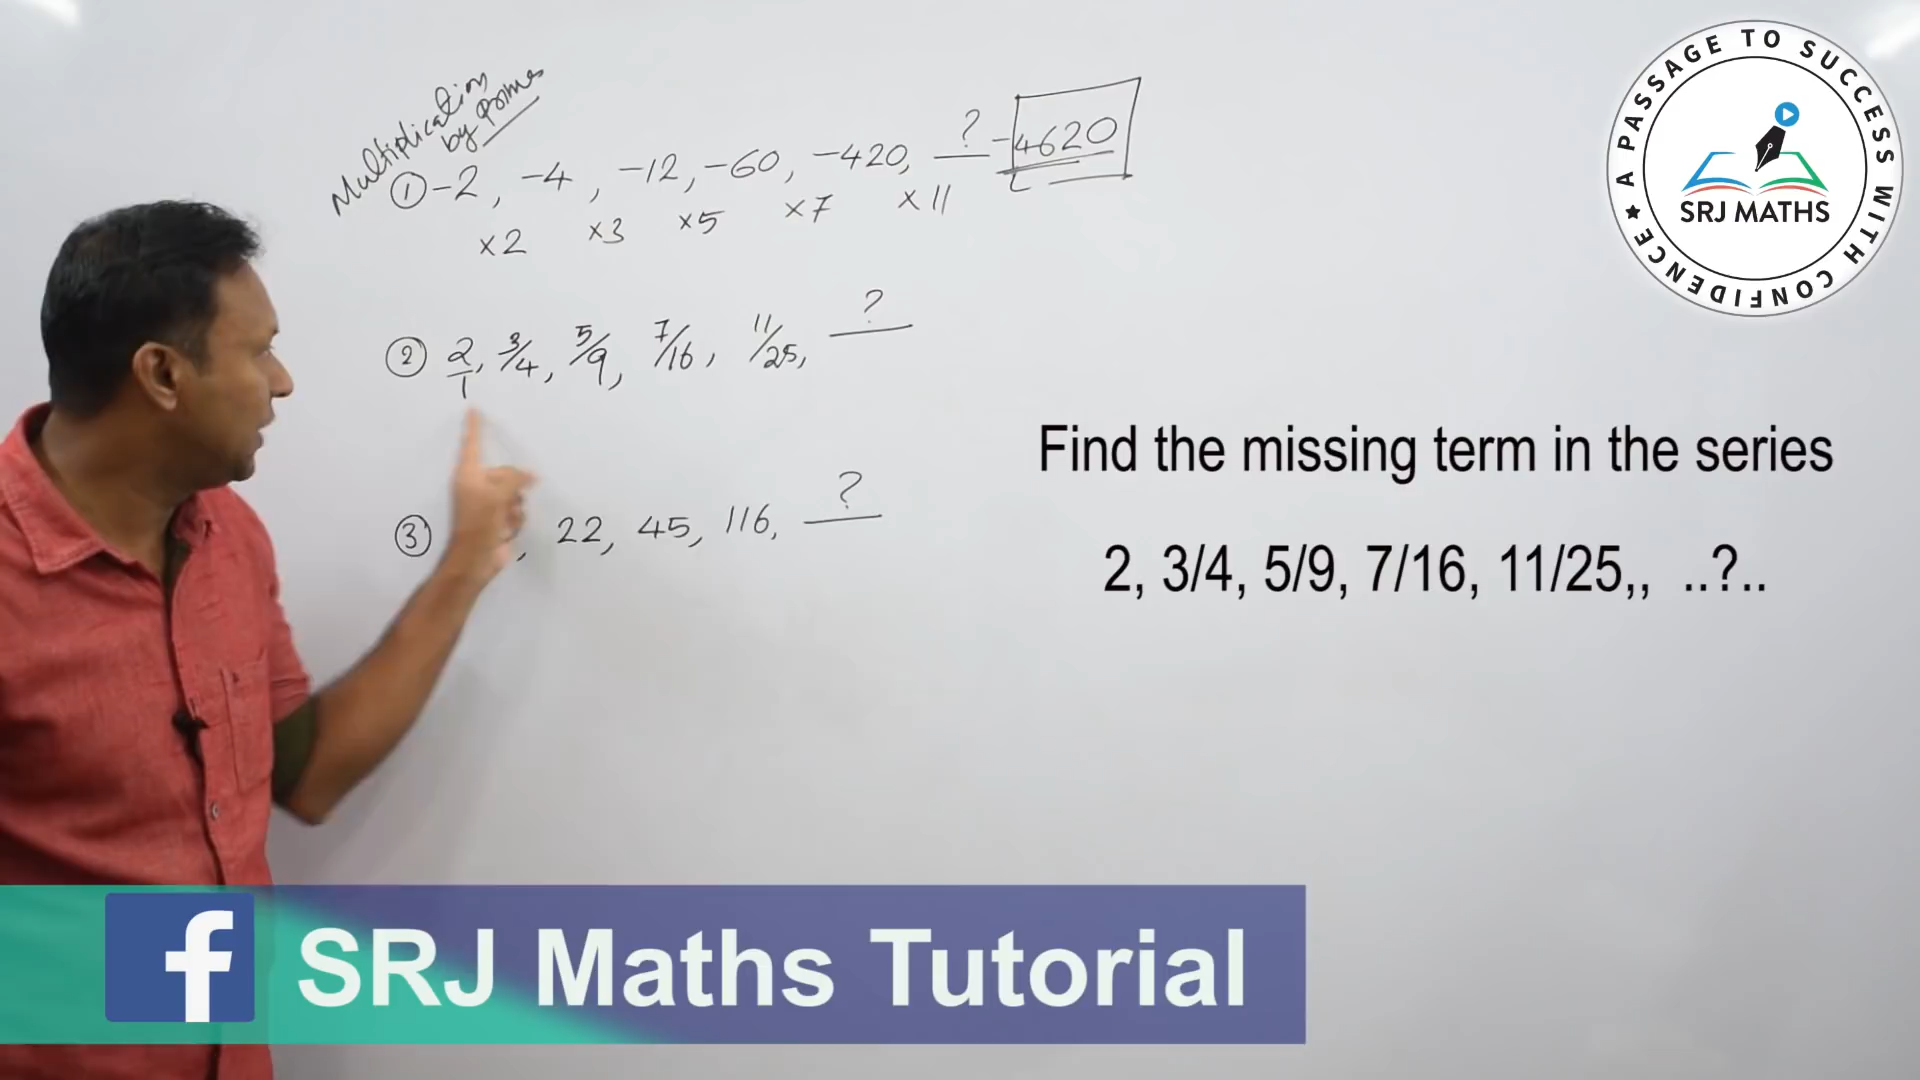 Multiplication
by primes
① -2, -4, -12, -60, -420, ? -4620
×2 ×3 ×5 ×7 ×11
② 2/1, 3/4, 5/9, 7/16, 11/25, ?
③ , 22, 45, 116, ?
A PASSAGE TO SUCCESS WITH CONFIDENCE
SRJ MATHS
Find the missing term in the series
2, 3/4, 5/9, 7/16, 11/25,, ..?..
f SRJ Maths Tutorial